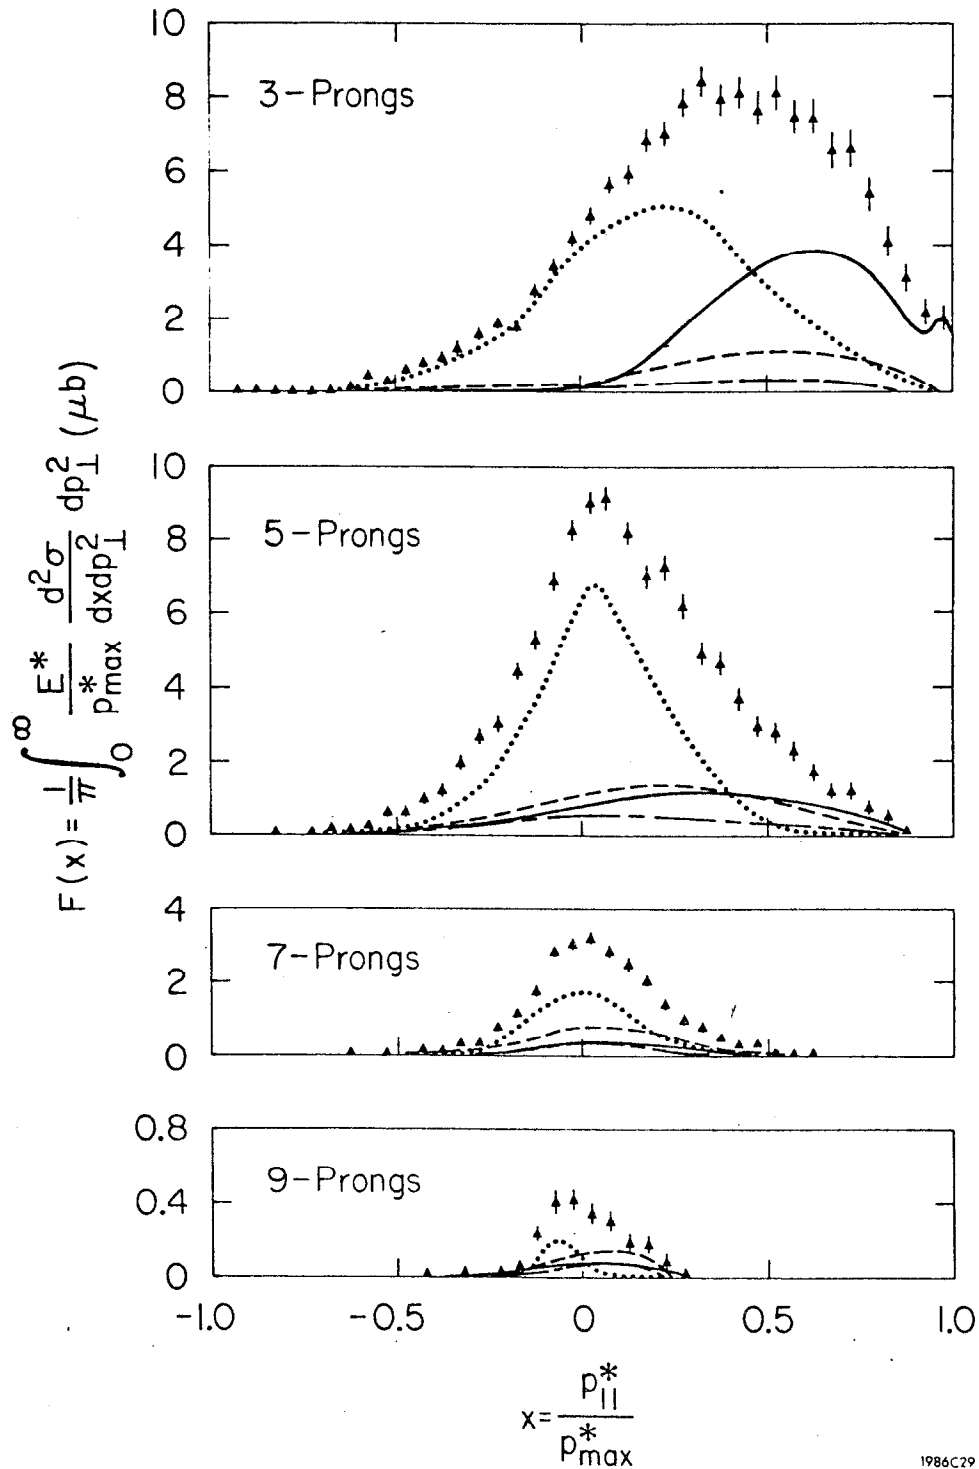 10
8
6
4
2
0
3-Prongs
10
8
6
4
2
0
5-Prongs
4
2
0
7-Prongs
0.8
0.4
0
9-Prongs
-1.0 -0.5 0 0.5 1.0
F(x) = 1/π ∫₀^∞ E*/p*max d²σ/dxdp²⊥ dp²⊥ (μb)
x = p*||/p*max
1986C29